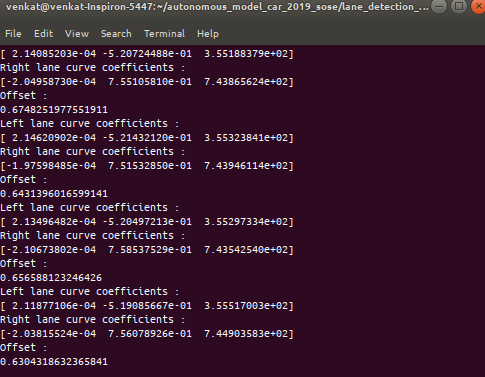 venkat@venkat-Inspiron-5447:~/autonomous_model_car_2019_sose/lane_detection_...
File Edit View Search Terminal Help
[ 2.14085203e-04 -5.20724488e-01 3.55188379e+02]
Right lane curve coefficients :
[-2.04958730e-04 7.55105810e-01 7.43865624e+02]
Offset :
0.6748251977551911
Left lane curve coefficients :
[ 2.14620902e-04 -5.21432120e-01 3.55323841e+02]
Right lane curve coefficients :
[-1.97598485e-04 7.51532850e-01 7.43946114e+02]
Offset :
0.6431396016599141
Left lane curve coefficients :
[ 2.13496482e-04 -5.20497213e-01 3.55297334e+02]
Right lane curve coefficients :
[-2.10673802e-04 7.58537529e-01 7.43542540e+02]
Offset :
0.656588123246426
Left lane curve coefficients :
[ 2.11877106e-04 -5.19085667e-01 3.55517003e+02]
Right lane curve coefficients :
[-2.03815524e-04 7.56078926e-01 7.44903583e+02]
Offset :
0.6304318632365841